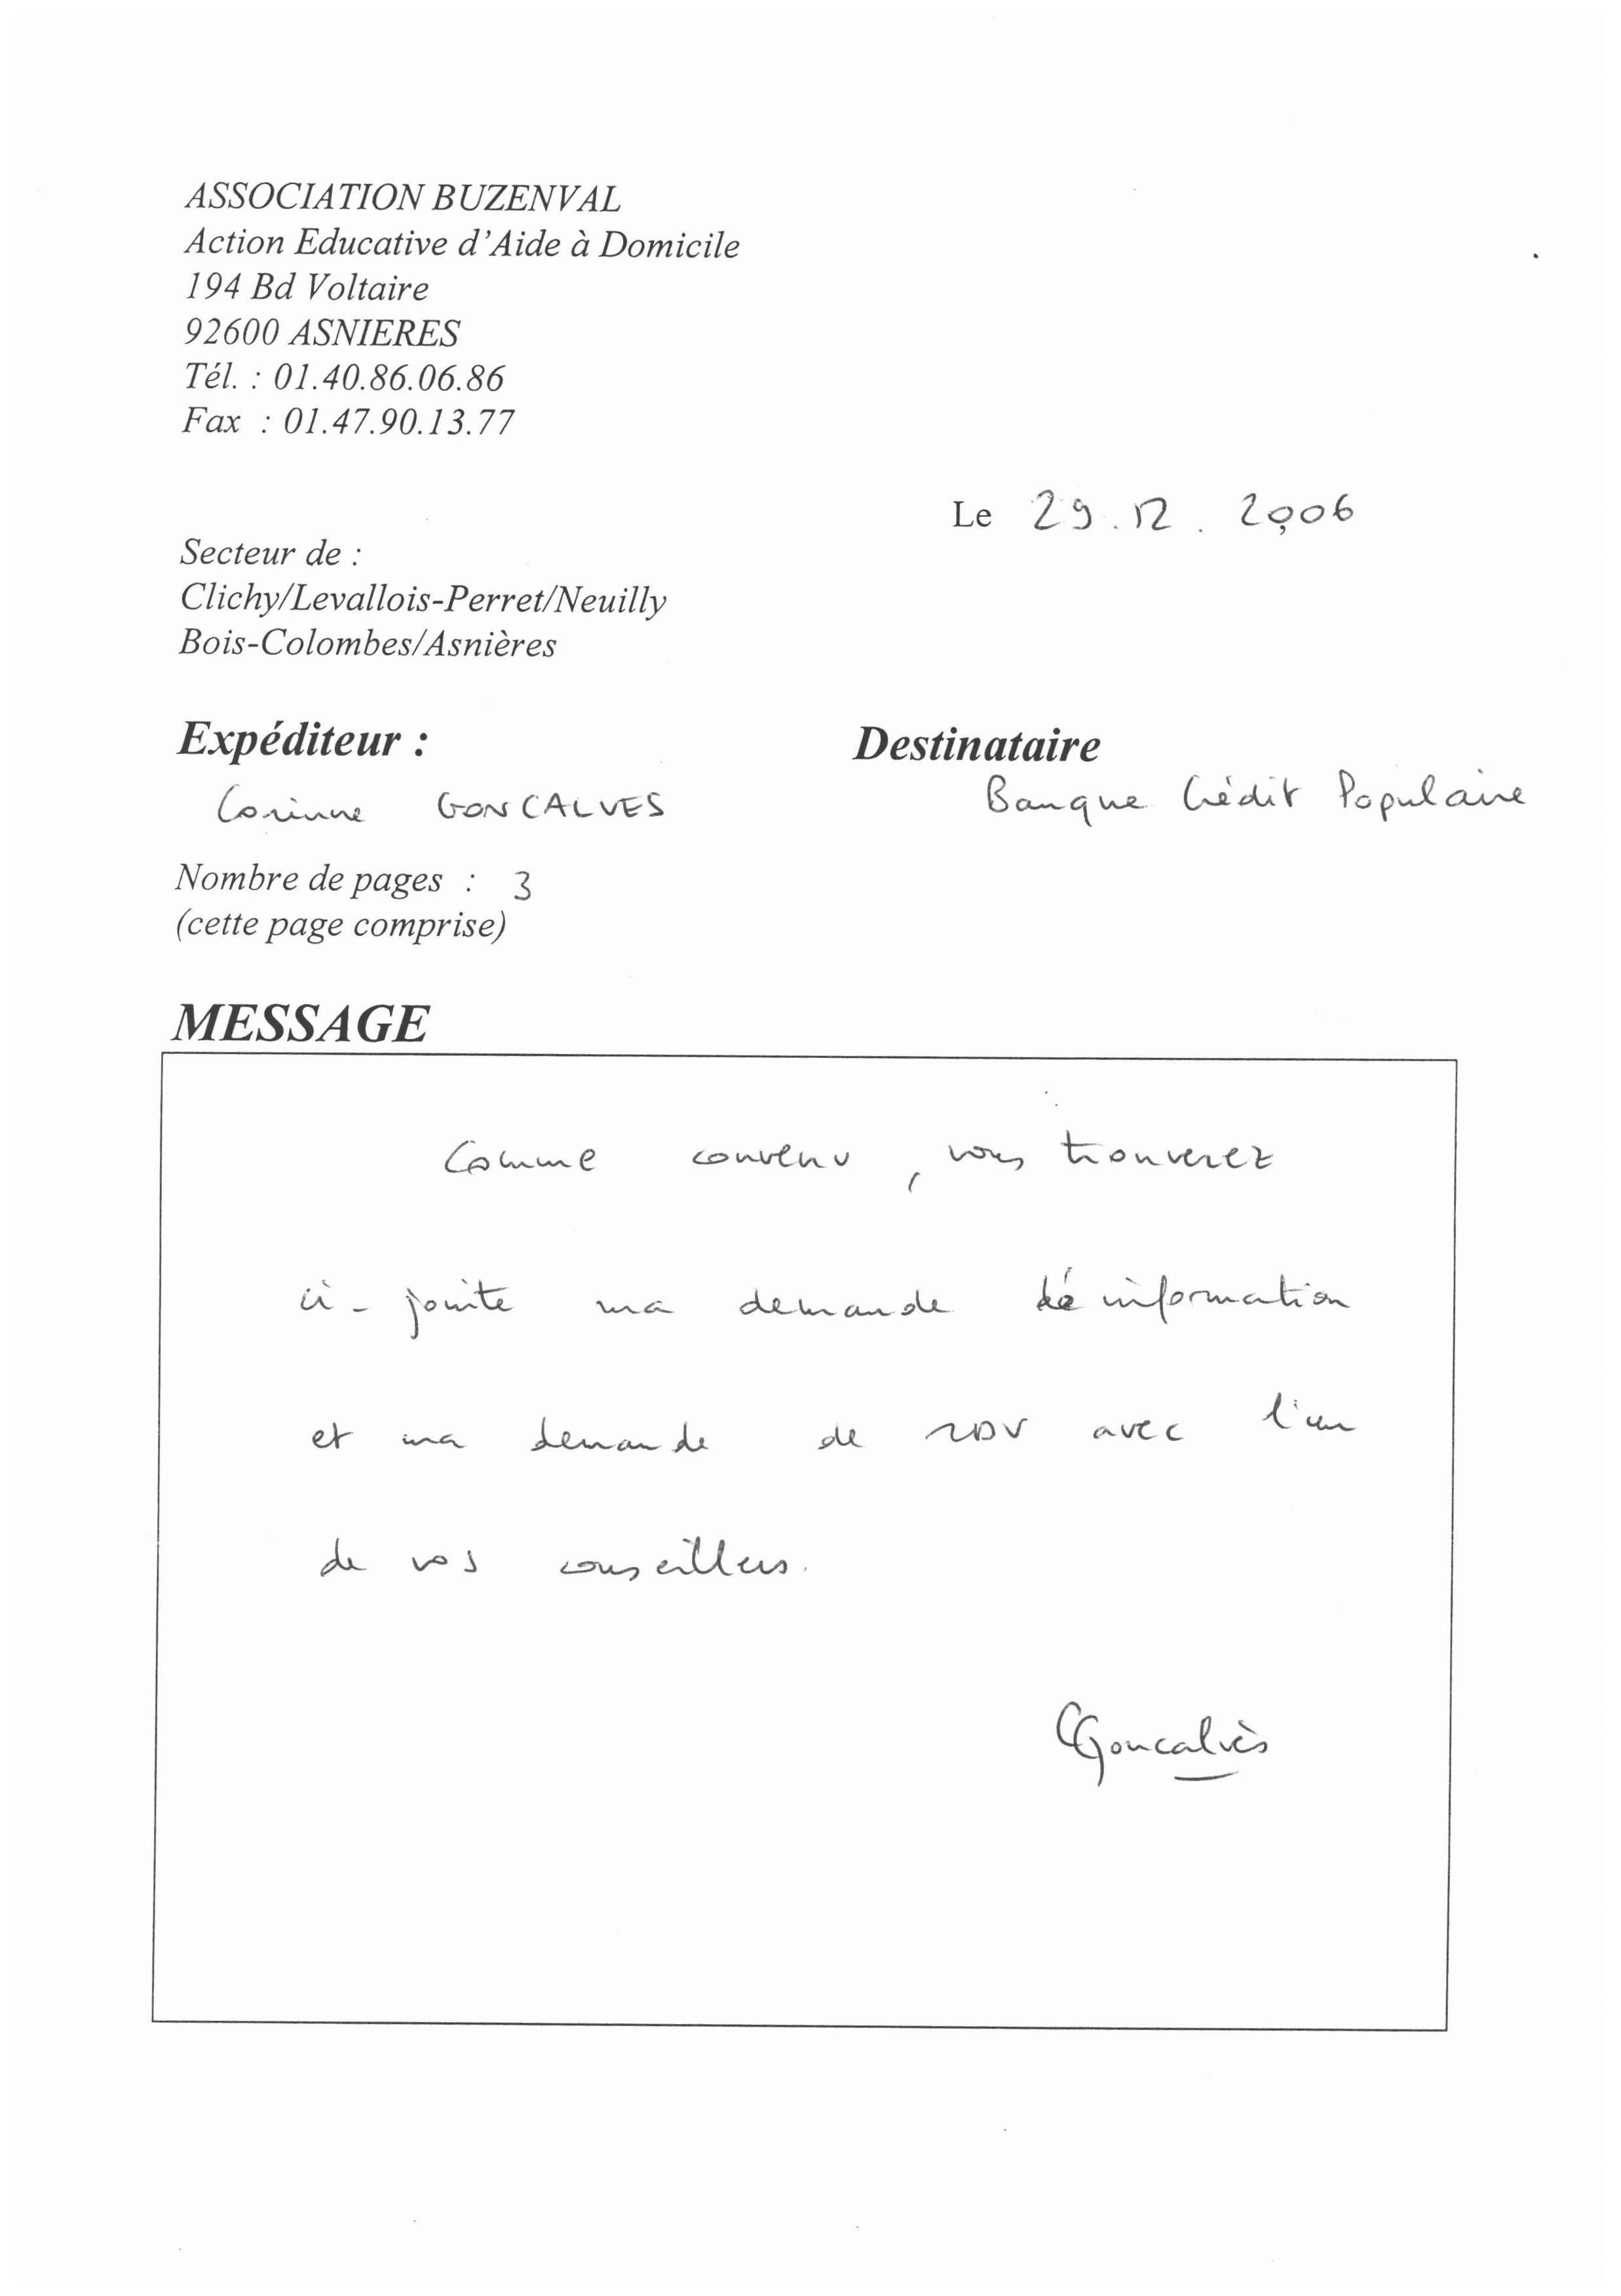 ASSOCIATION BUZENVAL
Action Educative d'Aide à Domicile
194 Bd Voltaire
92600 ASNIERES
Tél. : 01.40.86.06.86
Fax : 01.47.90.13.77
Le 29.12.2006
Secteur de :
Clichy/Levallois-Perret/Neuilly
Bois-Colombes/Asnières
Expéditeur :
Corinne GONCALVES
Destinataire
Banque Crédit Populaire
Nombre de pages : 3
(cette page comprise)
MESSAGE
Comme convenu, vous trouverez
ci-jointe ma demande d'information
et ma demande de RDV avec l'un
de vos conseillers.
CGoncalvès